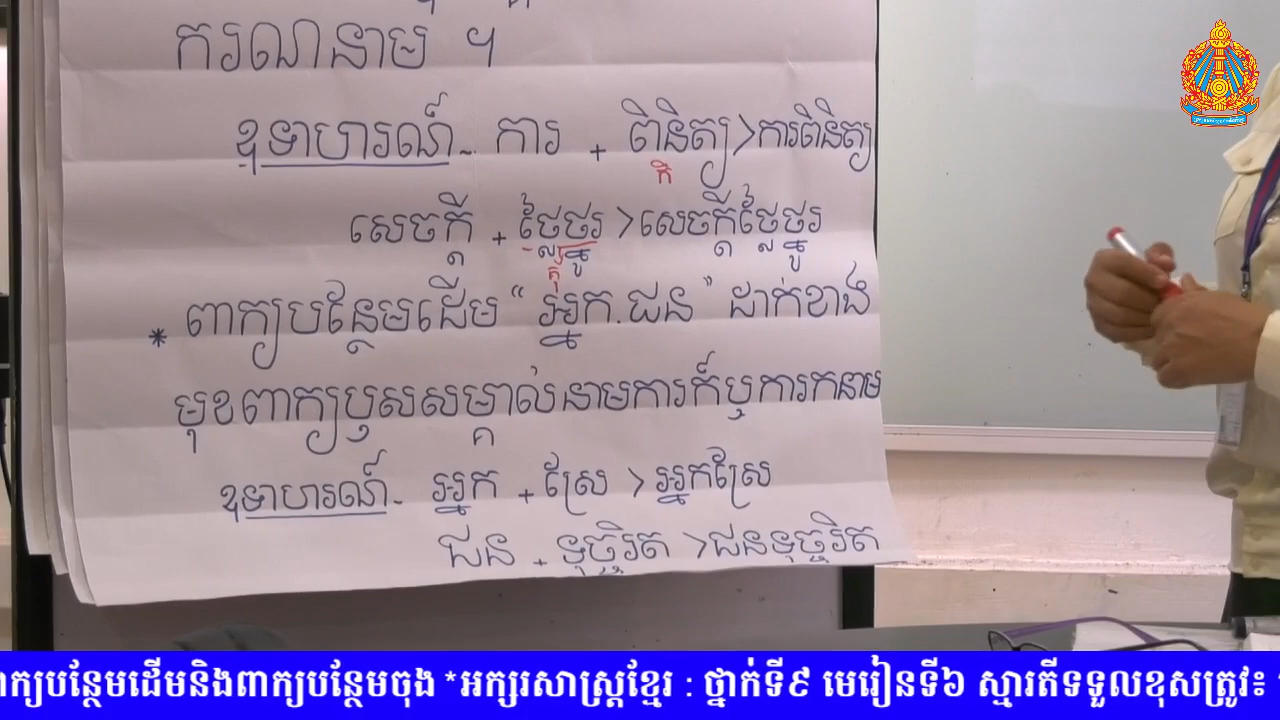 ករណនាម ។
ឧទាហរណ៍- ការ + ពិនិត្យ > ការពិនិត្យ
កិ
សេចក្ដី + ថ្លៃថ្នូរ > សេចក្ដីថ្លៃថ្នូរ
គុ
* ពាក្យបន្ថែមដើម “ អ្នក. ជន ” ដាក់ខាង
មុខពាក្យឫសសម្គាល់នាមការក៍ឬការកនាម
ឧទាហរណ៍- អ្នក + ស្រែ > អ្នកស្រែ
ជន + ទុច្ចរិត > ជនទុច្ចរិត
ាក្យបន្ថែមដើមនិងពាក្យបន្ថែមចុង *អក្សរសាស្ត្រខ្មែរ : ថ្នាក់ទី៩ មេរៀនទី៦ ស្មារតីទទួលខុសត្រូវ៖